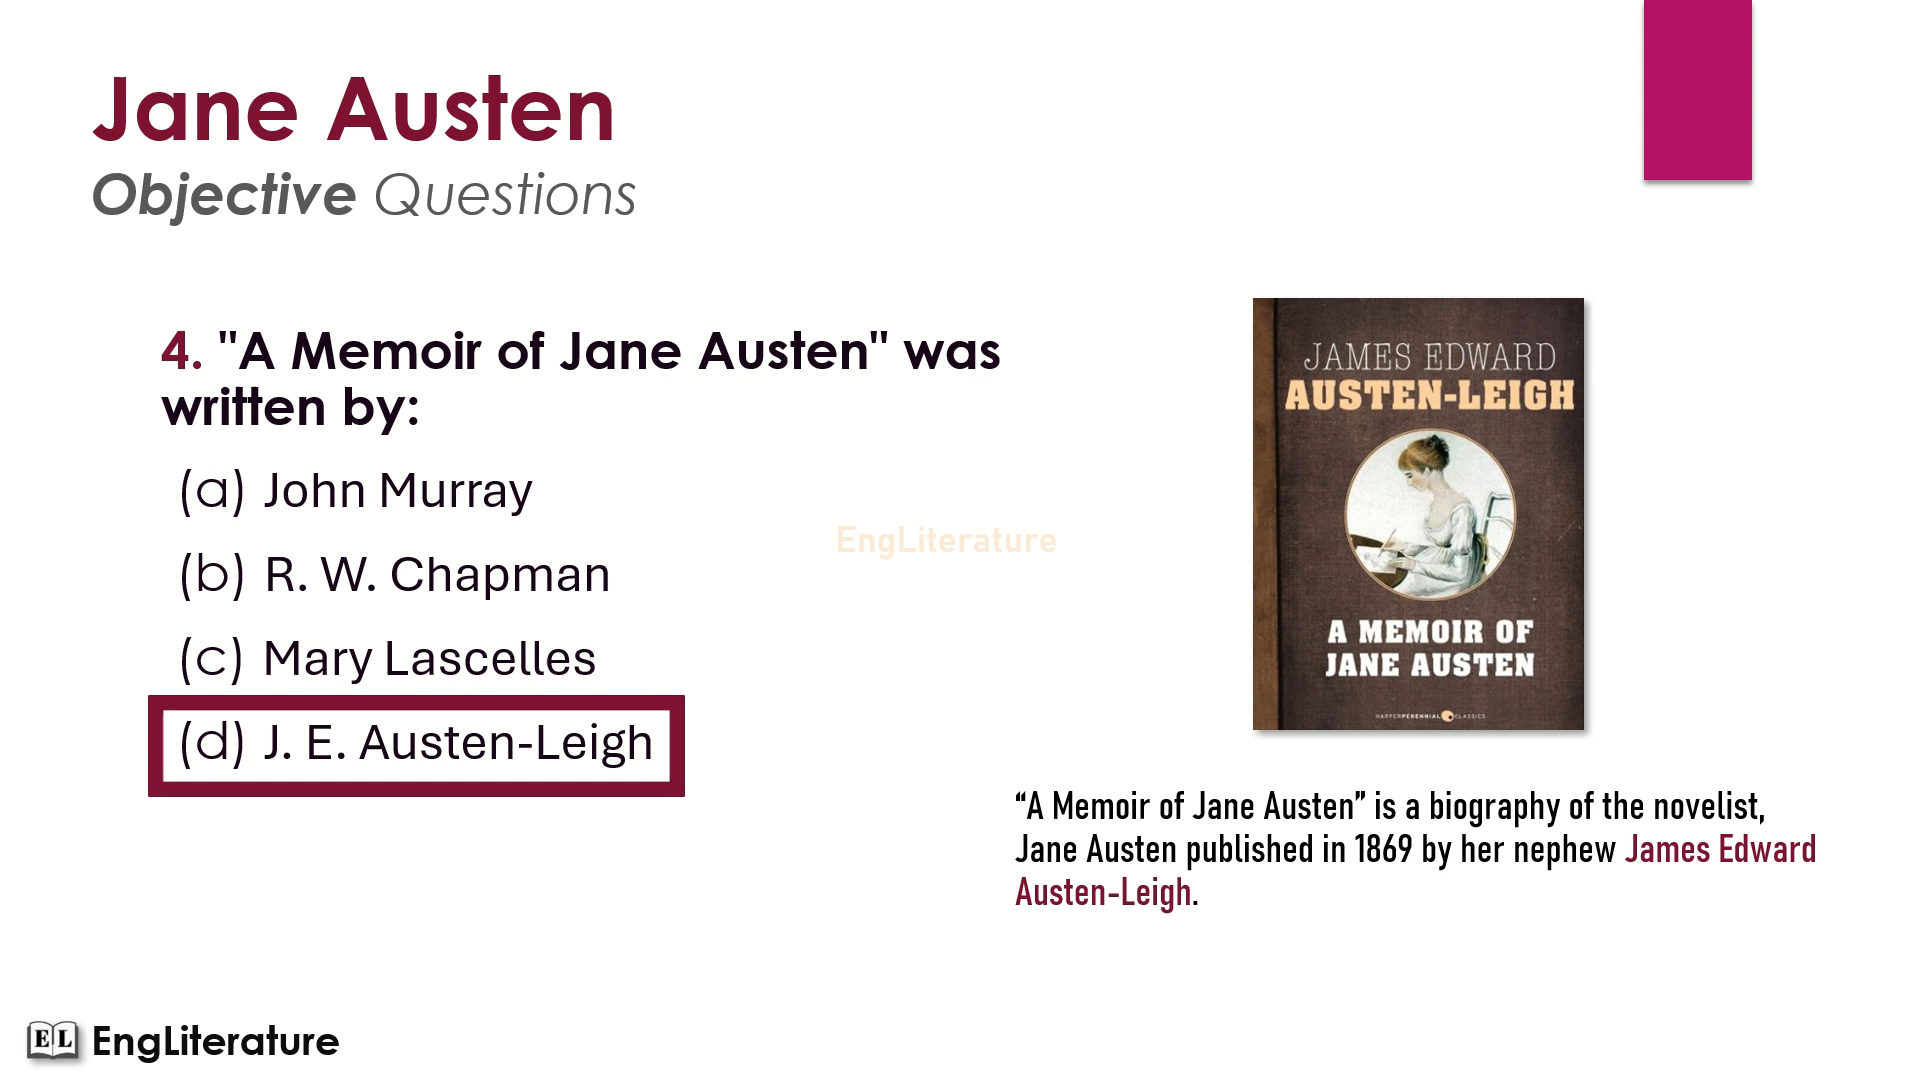 Jane Austen
Objective Questions
4. "A Memoir of Jane Austen" was
written by:
(a) John Murray
(b) R. W. Chapman
(c) Mary Lascelles
(d) J. E. Austen-Leigh
EngLiterature
JAMES EDWARD
AUSTEN-LEIGH
A MEMOIR OF
JANE AUSTEN
HARPERPERENNIAL CLASSICS
“A Memoir of Jane Austen” is a biography of the novelist,
Jane Austen published in 1869 by her nephew James Edward
Austen-Leigh.
EL EngLiterature